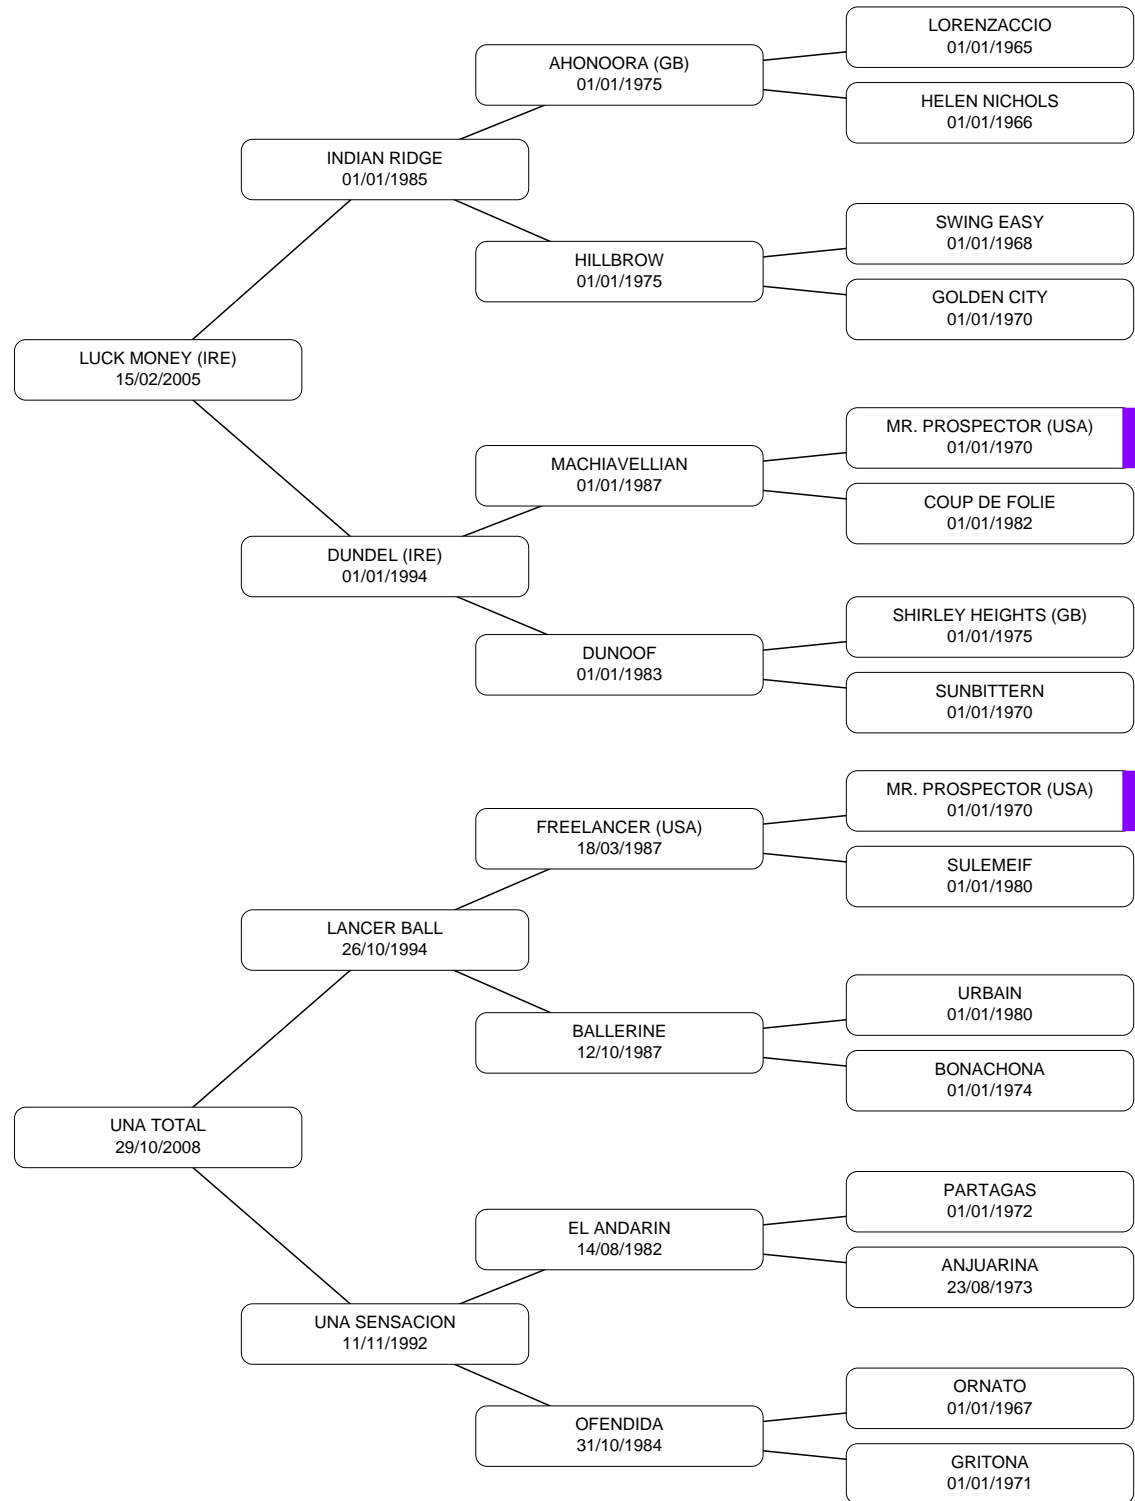 LORENZACCIO
01/01/1965
AHONOORA (GB)
01/01/1975
HELEN NICHOLS
01/01/1966
INDIAN RIDGE
01/01/1985
SWING EASY
01/01/1968
HILLBROW
01/01/1975
GOLDEN CITY
01/01/1970
LUCK MONEY (IRE)
15/02/2005
MR. PROSPECTOR (USA)
01/01/1970
MACHIAVELLIAN
01/01/1987
COUP DE FOLIE
01/01/1982
DUNDEL (IRE)
01/01/1994
SHIRLEY HEIGHTS (GB)
01/01/1975
DUNOOF
01/01/1983
SUNBITTERN
01/01/1970
MR. PROSPECTOR (USA)
01/01/1970
FREELANCER (USA)
18/03/1987
SULEMEIF
01/01/1980
LANCER BALL
26/10/1994
URBAIN
01/01/1980
BALLERINE
12/10/1987
BONACHONA
01/01/1974
UNA TOTAL
29/10/2008
PARTAGAS
01/01/1972
EL ANDARIN
14/08/1982
ANJUARINA
23/08/1973
UNA SENSACION
11/11/1992
ORNATO
01/01/1967
OFENDIDA
31/10/1984
GRITONA
01/01/1971